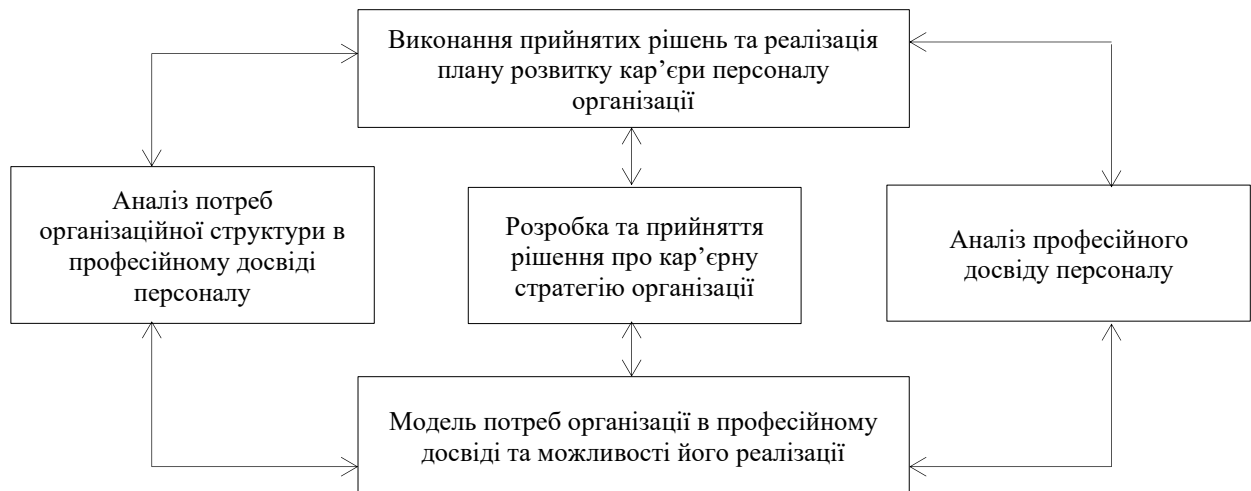 Виконання прийнятих рішень та реалізація
плану розвитку кар’єри персоналу
організації
Аналіз потреб
організаційної структури в
професійному досвіді
персоналу
Розробка та прийняття
рішення про кар’єрну
стратегію організації
Аналіз професійного
досвіду персоналу
Модель потреб організації в професійному
досвіді та можливості його реалізації